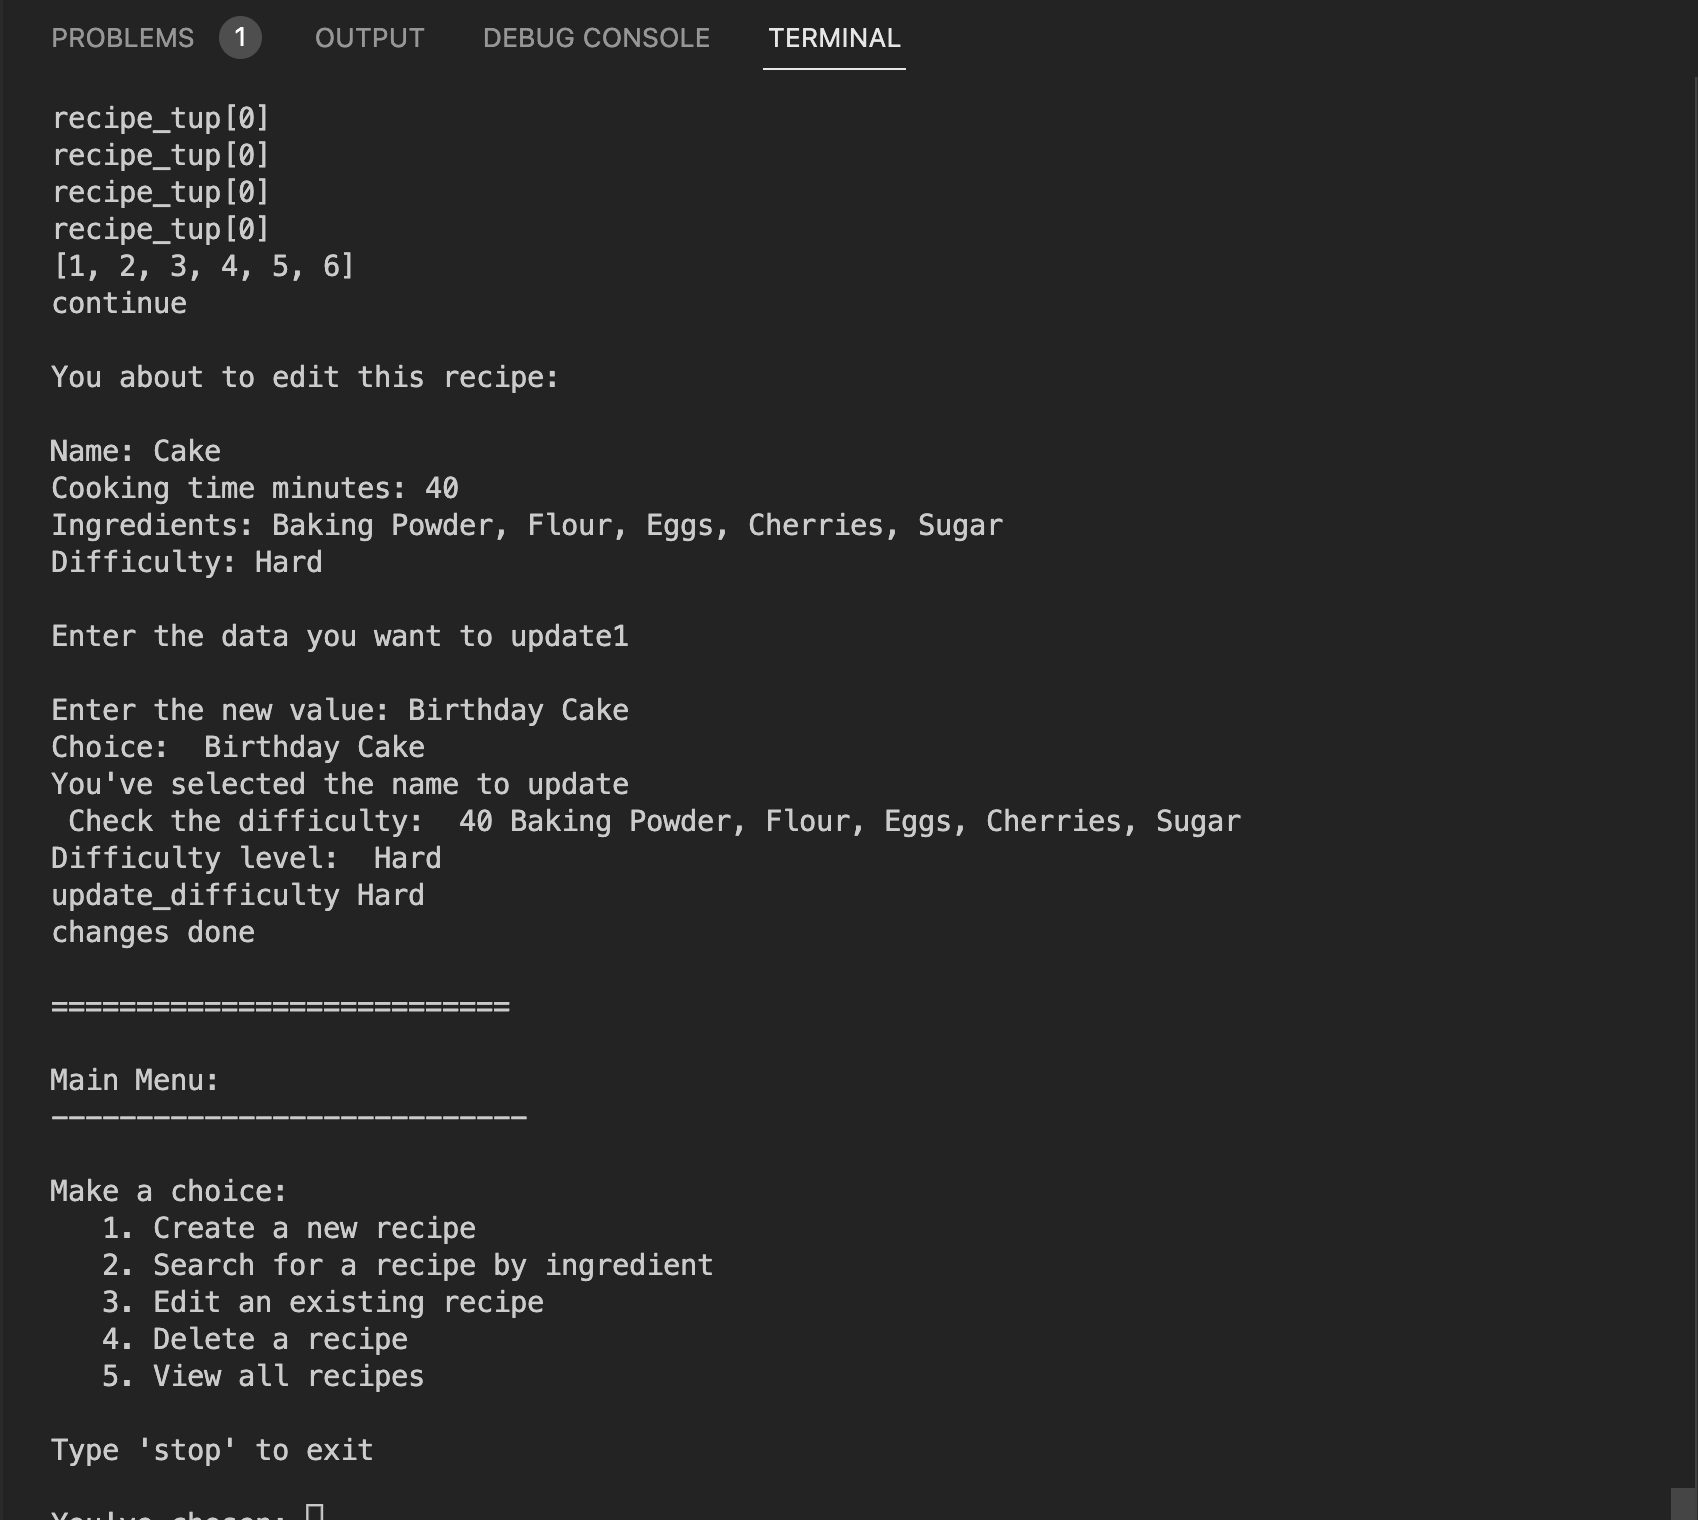 PROBLEMS 1 OUTPUT DEBUG CONSOLE TERMINAL
recipe_tup[0]
recipe_tup[0]
recipe_tup[0]
recipe_tup[0]
[1, 2, 3, 4, 5, 6]
continue
You about to edit this recipe:
Name: Cake
Cooking time minutes: 40
Ingredients: Baking Powder, Flour, Eggs, Cherries, Sugar
Difficulty: Hard
Enter the data you want to update1
Enter the new value: Birthday Cake
Choice:  Birthday Cake
You've selected the name to update
 Check the difficulty:  40 Baking Powder, Flour, Eggs, Cherries, Sugar
Difficulty level:  Hard
update_difficulty Hard
changes done
===========================
Main Menu:
----------------------------
Make a choice:
   1. Create a new recipe
   2. Search for a recipe by ingredient
   3. Edit an existing recipe
   4. Delete a recipe
   5. View all recipes
Type 'stop' to exit
You've chosen: